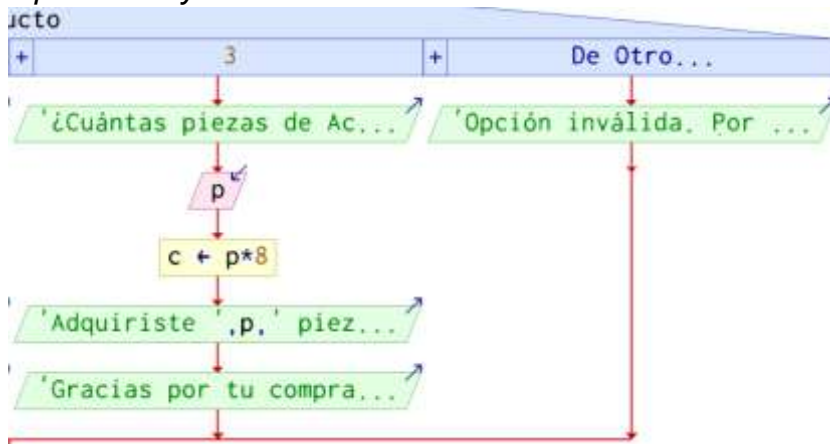 ucto
+ 3 + De Otro...
'¿Cuántas piezas de Ac... 'Opción inválida. Por ...
p
c ← p*8
'Adquiriste ',p,' piez...
'Gracias por tu compra...